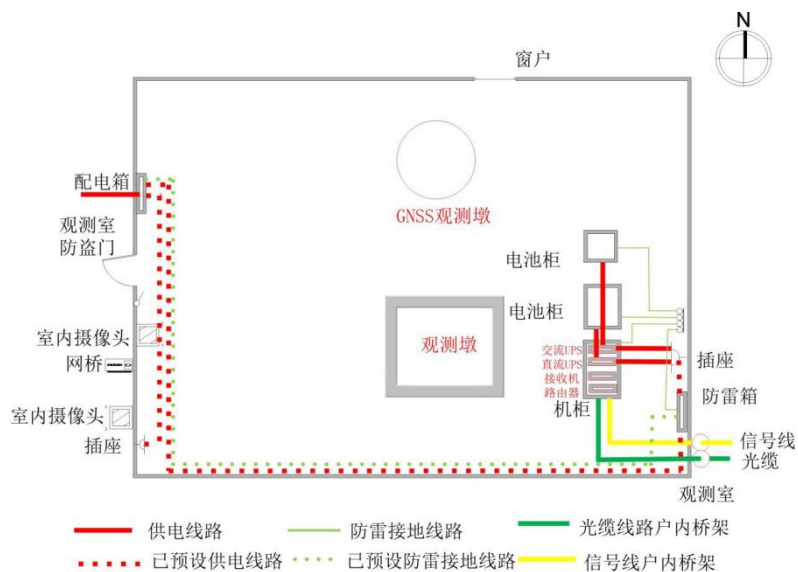 N
窗户
配电箱
GNSS观测墩
观测室
防盗门
电池柜
电池柜
室内摄像头
观测墩
交流UPS
直流UPS
插座
网桥
接收机
路由器
防雷箱
机柜
室内摄像头
插座
信号线
光缆
观测室
供电线路
防雷接地线路
光缆线路户内桥架
已预设供电线路
已预设防雷接地线路
信号线户内桥架